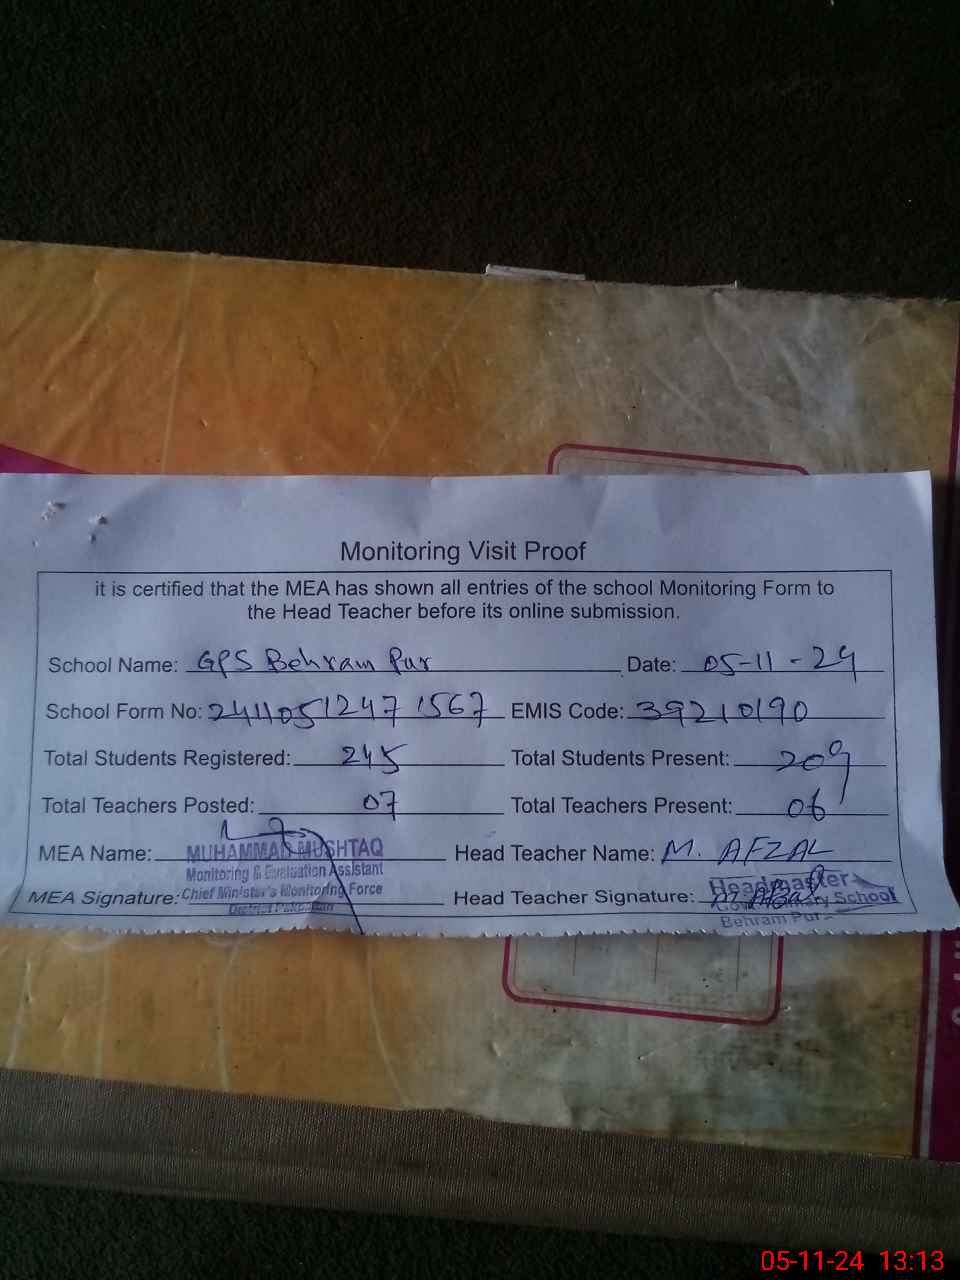 Monitoring Visit Proof
it is certified that the MEA has shown all entries of the school Monitoring Form to
the Head Teacher before its online submission.
School Name: GPS Behram Pur Date: 05-11-24
School Form No: 2411051247 1567 EMIS Code: 39210190
Total Students Registered: 245 Total Students Present: 209
Total Teachers Posted: 07 Total Teachers Present: 06
MEA Name: MUHAMMAD MUSHTAQ Head Teacher Name: M. AFZAL
Monitoring & Evaluation Assistant
MEA Signature: Chief Minister's Monitoring Force Head Teacher Signature: Headmaster
District School
Behram Pur
05-11-24 13:13